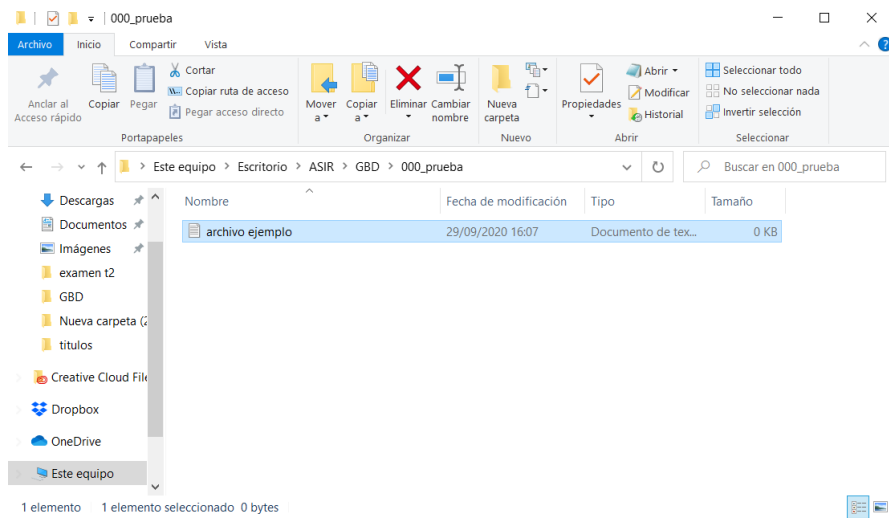 000_prueba
Archivo Inicio Compartir Vista
Anclar al Acceso rápido
Copiar
Pegar
Cortar
Copiar ruta de acceso
Pegar acceso directo
Portapapeles
Mover a
Copiar a
Eliminar
Cambiar nombre
Organizar
Nueva carpeta
Nuevo
Propiedades
Abrir
Modificar
Historial
Abrir
Seleccionar todo
No seleccionar nada
Invertir selección
Seleccionar
Este equipo > Escritorio > ASIR > GBD > 000_prueba
Buscar en 000_prueba
Descargas
Documentos
Imágenes
examen t2
GBD
Nueva carpeta (2
titulos
Creative Cloud File
Dropbox
OneDrive
Este equipo
Nombre Fecha de modificación Tipo Tamaño
archivo ejemplo 29/09/2020 16:07 Documento de tex... 0 KB
1 elemento 1 elemento seleccionado 0 bytes